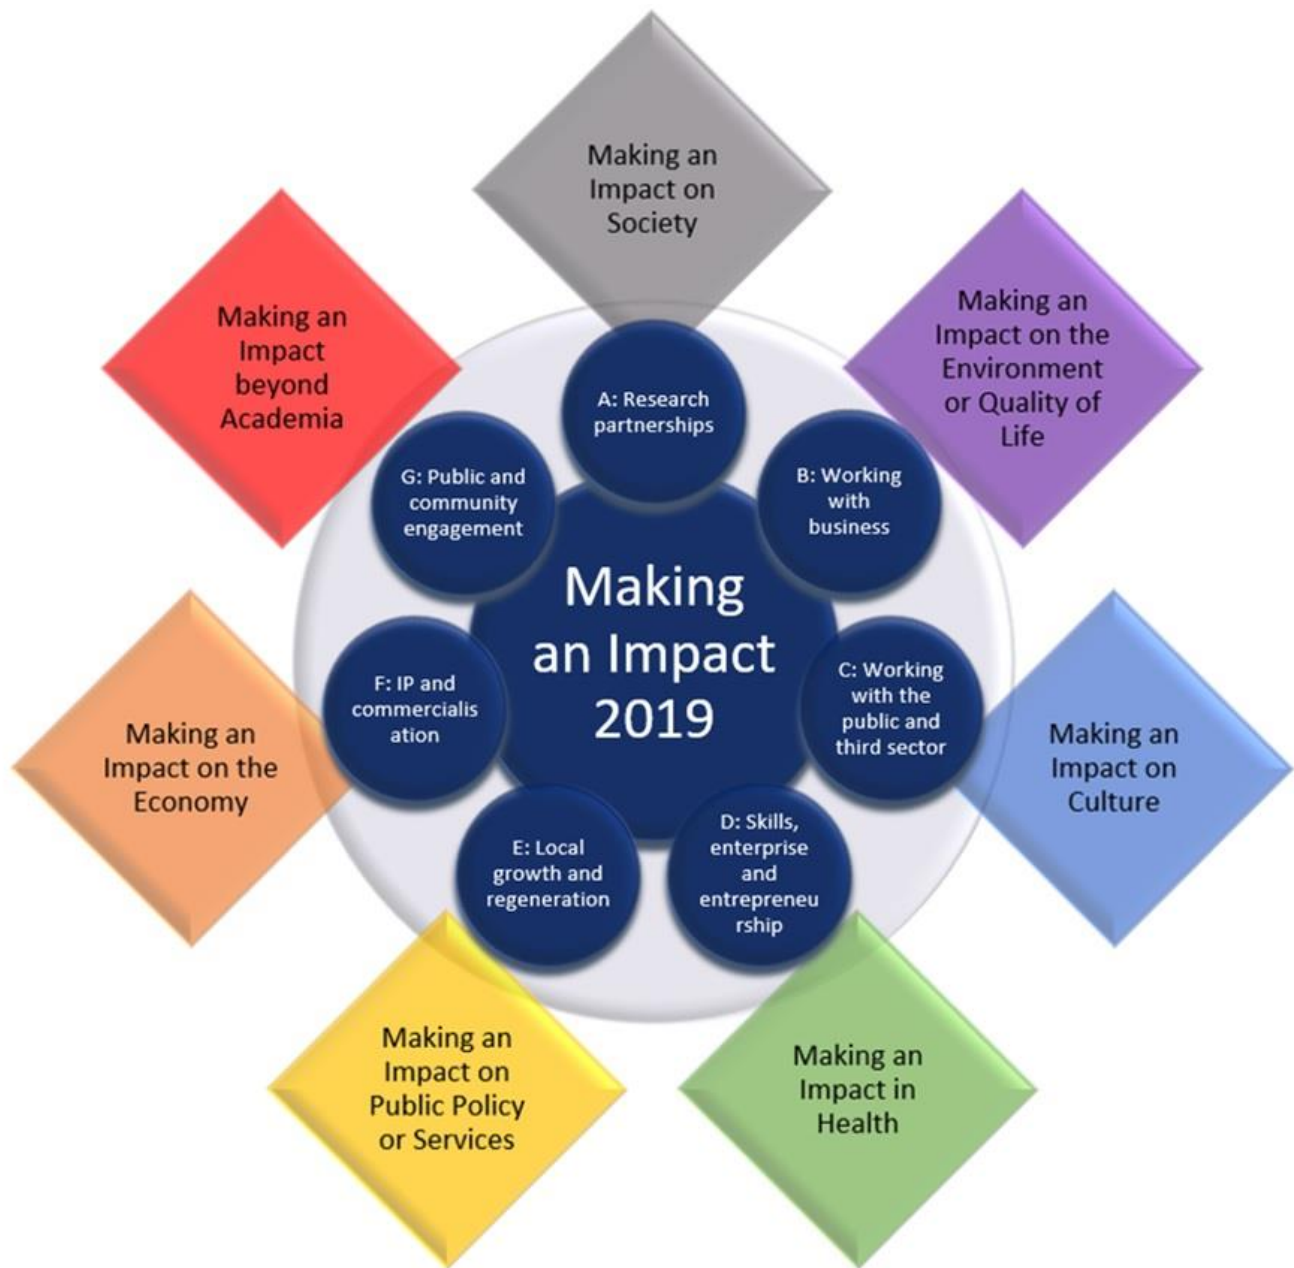 Making an
Impact on
Society
Making an
Impact
beyond
Academia
Making an
Impact on the
Environment
or Quality of
Life
A: Research
partnerships
G: Public and
community
engagement
B: Working
with
business
Making
an Impact
2019
F: IP and
commercialis
ation
C: Working
with the
public and
third sector
Making an
Impact on the
Economy
Making an
Impact on
Culture
E: Local
growth and
regeneration
D: Skills,
enterprise
and
entrepreneu
rship
Making an
Impact on
Public Policy
or Services
Making an
Impact in
Health